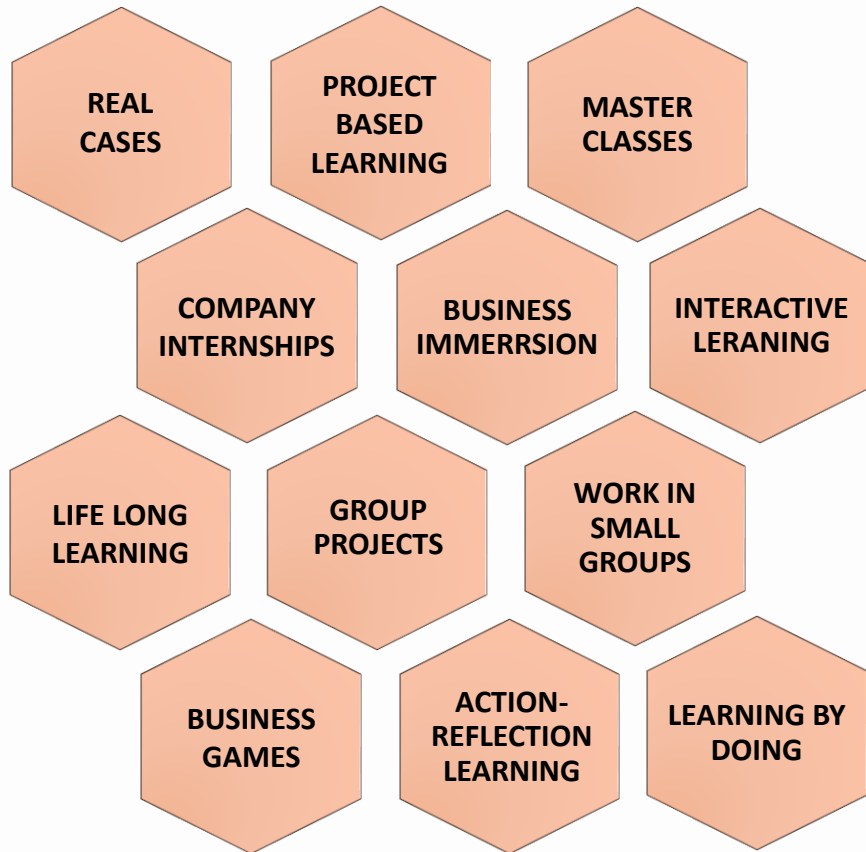 REAL
CASES
PROJECT
BASED
LEARNING
MASTER
CLASSES
COMPANY
INTERNSHIPS
BUSINESS
IMMERRSION
INTERACTIVE
LERANING
LIFE LONG
LEARNING
GROUP
PROJECTS
WORK IN
SMALL
GROUPS
BUSINESS
GAMES
ACTION-
REFLECTION
LEARNING
LEARNING BY
DOING